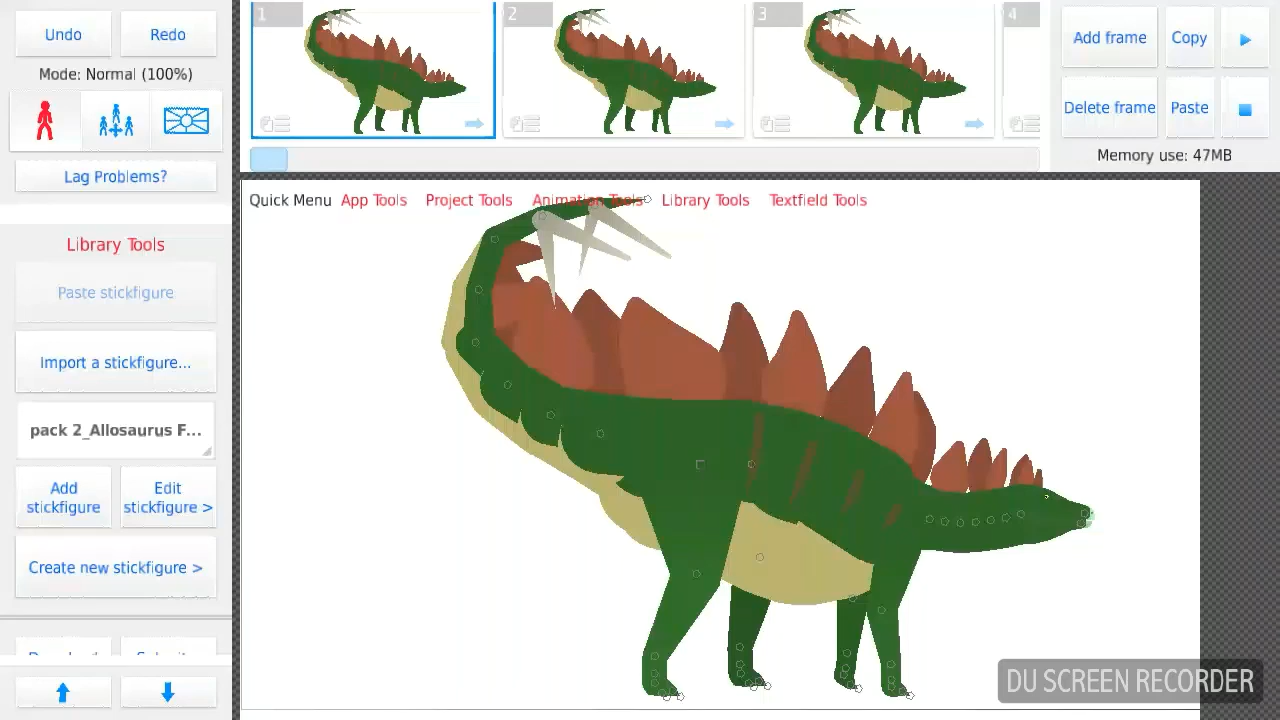 Undo
Redo
Mode: Normal (100%)
Lag Problems?
Library Tools
Paste stickfigure
Import a stickfigure...
pack 2_Allosaurus F...
Add stickfigure
Edit stickfigure >
Create new stickfigure >
1
2
3
4
Add frame
Copy
Delete frame
Paste
Memory use: 47MB
Quick Menu
App Tools
Project Tools
Animation Tools
Library Tools
Textfield Tools
DU SCREEN RECORDER